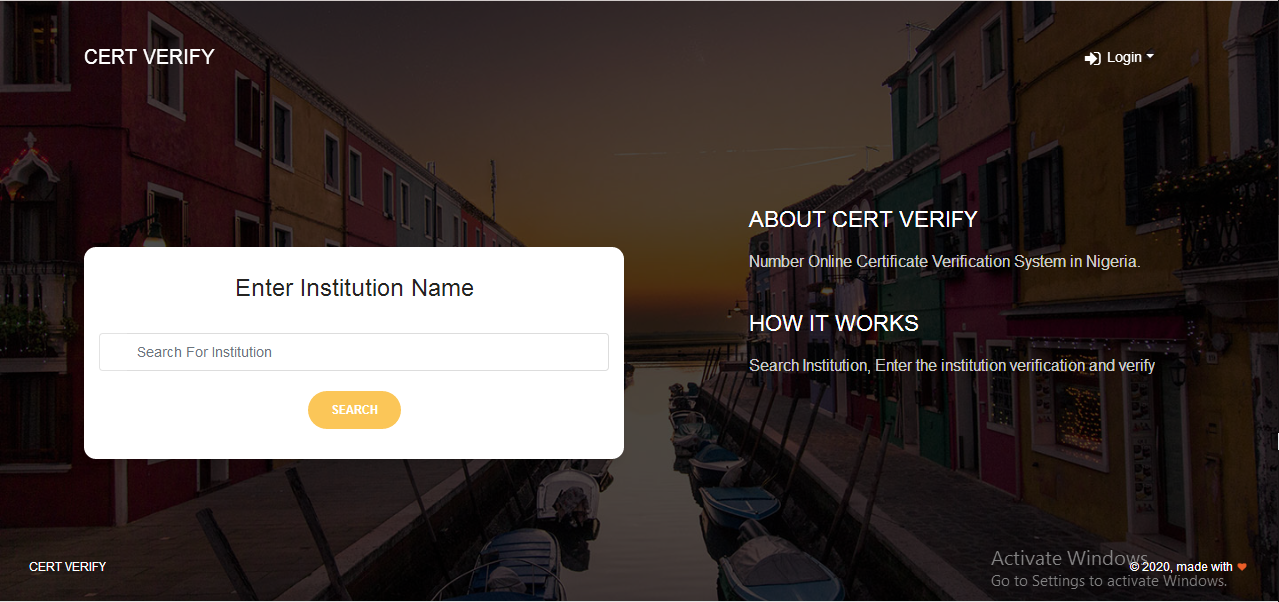 CERT VERIFY
Login
Enter Institution Name
Search For Institution
SEARCH
ABOUT CERT VERIFY
Number Online Certificate Verification System in Nigeria.
HOW IT WORKS
Search Institution, Enter the institution verification and verify
CERT VERIFY
Activate Windows
Go to Settings to activate Windows.
© 2020, made with